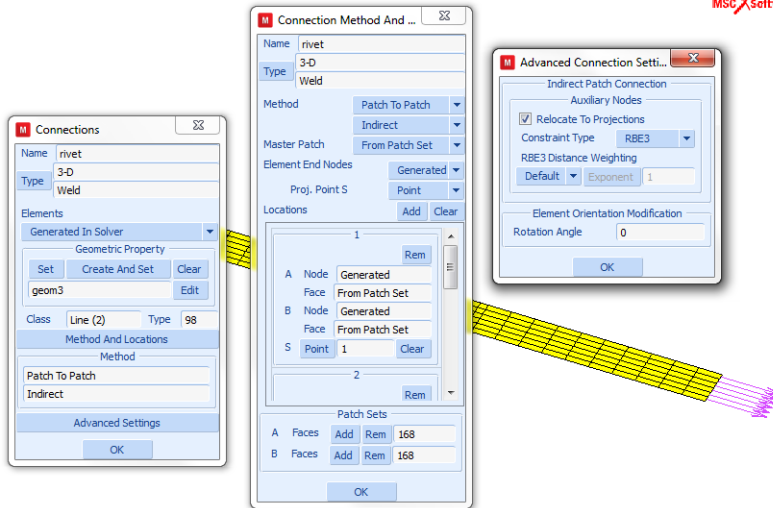 MSC Soft
Connections
Name rivet
Type 3-D
Weld
Elements
Generated In Solver
Geometric Property
Set Create And Set Clear
geom3 Edit
Class Line (2) Type 98
Method And Locations
Method
Patch To Patch
Indirect
Advanced Settings
OK
Connection Method And ...
Name rivet
Type 3-D
Weld
Method Patch To Patch
Indirect
Master Patch From Patch Set
Element End Nodes Generated
Proj. Point S Point
Locations Add Clear
1
Rem
A Node Generated
Face From Patch Set
B Node Generated
Face From Patch Set
S Point 1 Clear
2
Rem
Patch Sets
A Faces Add Rem 168
B Faces Add Rem 168
OK
Advanced Connection Setti...
Indirect Patch Connection
Auxiliary Nodes
Relocate To Projections
Constraint Type RBE3
RBE3 Distance Weighting
Default Exponent 1
Element Orientation Modification
Rotation Angle 0
OK